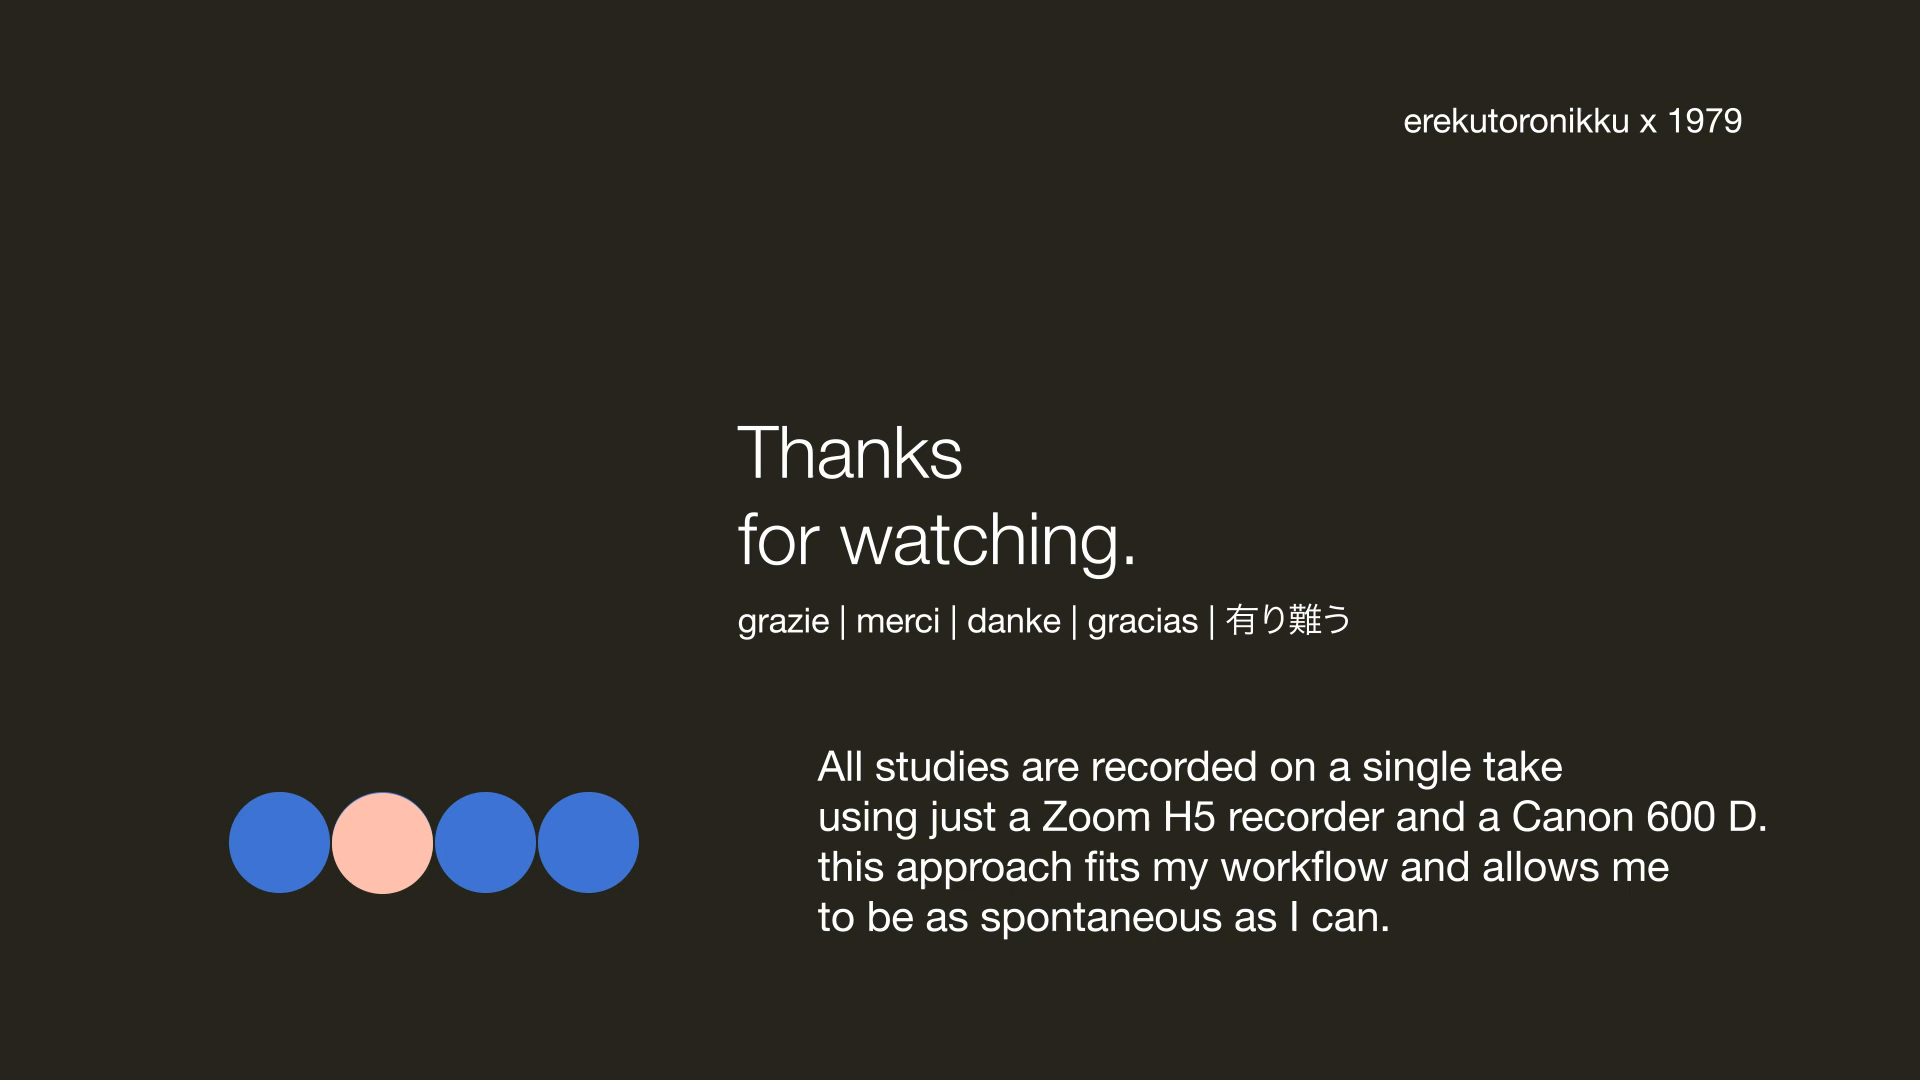 erekutoronikku x 1979
Thanks
for watching.
grazie | merci | danke | gracias | 有り難う
All studies are recorded on a single take
using just a Zoom H5 recorder and a Canon 600 D.
this approach fits my workflow and allows me
to be as spontaneous as I can.